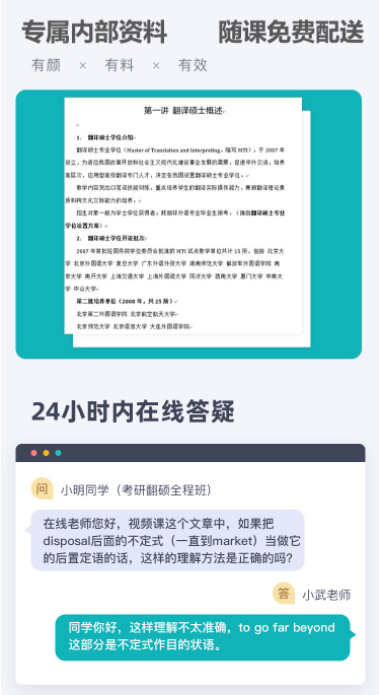 专属内部资料 随课免费配送
有颜 × 有料 × 有效
第一讲 翻译硕士概述
1. 翻译硕士学位介绍
翻译硕士专业学位(Master of Translation and Interpreting，缩写 MTI)，于 2007 年
设立，为适应我国改革开放和社会主义现代化建设事业发展的需要，促进中外交流，培养
高层次、应用型高级翻译专门人才，决定在我国设置翻译硕士专业学位。
教学内容突出口笔译技能训练，重点培养学生的翻译实际操作能力，兼顾翻译理论素
质和跨文化交际能力的培养。
招生对象一般为学士学位获得者；鼓励非外语专业毕业生报考。（摘自翻译硕士专业
学位设置方案）
2. 翻译硕士学位开设批次
2007 年首批经国务院学位委员会批准的 MTI 试点教学单位共计 15 所，包括 北京大
学 北京外国语大学 复旦大学 广东外语外贸大学 湖南师范大学 解放军外国语学院 南
京大学 南开大学 上海交通大学 上海外国语大学 同济大学 西南大学 厦门大学 中南大
学 中山大学
第二批培养单位（2008 年，共 25 所）
北京第二外国语学院 北京航空航天大学
北京师范大学 北京语言大学 大连外国语学院
24小时内在线答疑
问 小明同学（考研翻硕全程班）
在线老师您好，视频课这个文章中，如果把
disposal后面的不定式（一直到market）当做它
的后置定语的话，这样的理解方法是正确的吗？
答 小武老师
同学你好，这样理解不太准确，to go far beyond
这部分是不定式作目的状语。